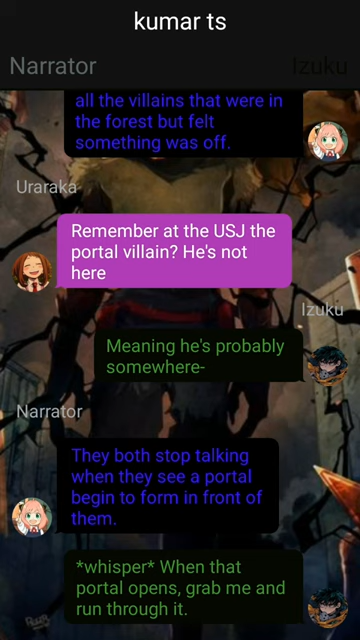 kumar ts
Narrator
Izuku
all the villains that were in
the forest but felt
something was off.
Uraraka
Remember at the USJ the
portal villain? He's not
here
Izuku
Meaning he's probably
somewhere-
Narrator
They both stop talking
when they see a portal
begin to form in front of
them.
*whisper* When that
portal opens, grab me and
run through it.